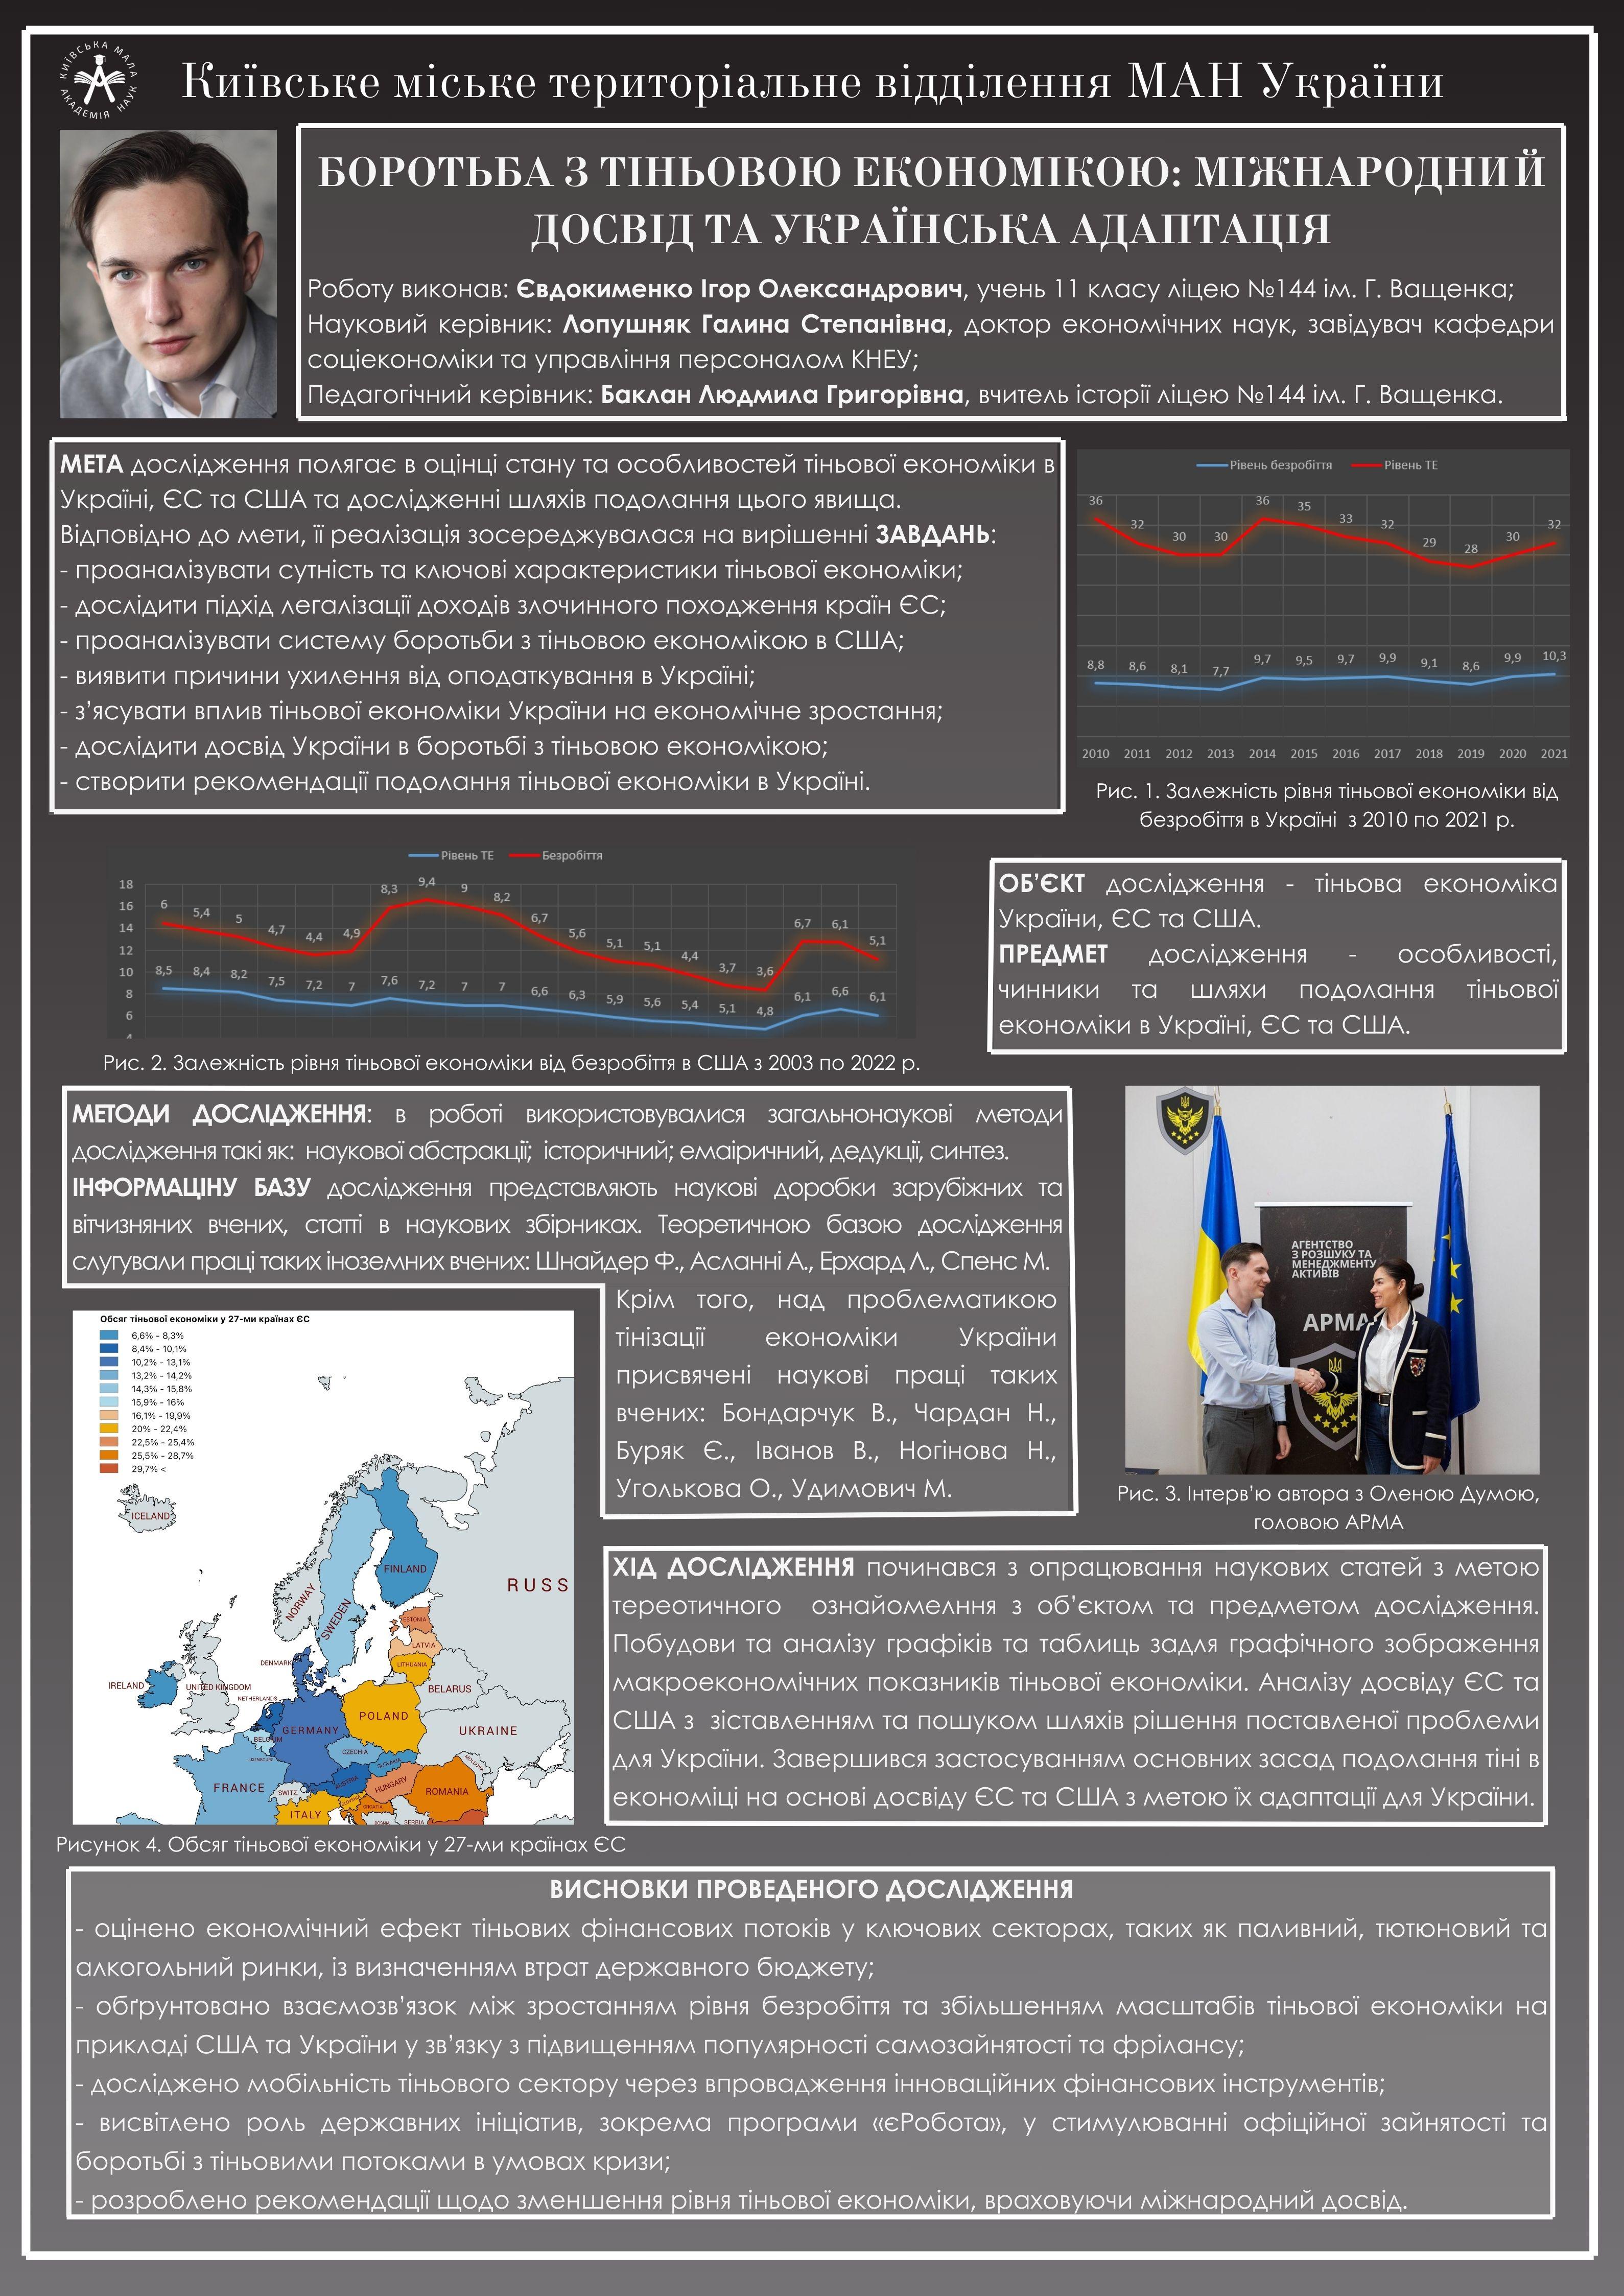 КИЇВСЬКА МАЛА АКАДЕМІЯ НАУК
Київське міське територіальне відділення МАН України
БОРОТЬБА З ТІНЬОВОЮ ЕКОНОМІКОЮ: МІЖНАРОДНИЙ
ДОСВІД ТА УКРАЇНСЬКА АДАПТАЦІЯ
Роботу виконав: Євдокименко Ігор Олександрович, учень 11 класу ліцею №144 ім. Г. Ващенка;
Науковий керівник: Лопушняк Галина Степанівна, доктор економічних наук, завідувач кафедри
соціекономіки та управління персоналом КНЕУ;
Педагогічний керівник: Баклан Людмила Григорівна, вчитель історії ліцею №144 ім. Г. Ващенка.
МЕТА дослідження полягає в оцінці стану та особливостей тіньової економіки в
Україні, ЄС та США та дослідженні шляхів подолання цього явища.
Відповідно до мети, її реалізація зосереджувалася на вирішенні ЗАВДАНЬ:
- проаналізувати сутність та ключові характеристики тіньової економіки;
- дослідити підхід легалізації доходів злочинного походження країн ЄС;
- проаналізувати систему боротьби з тіньовою економікою в США;
- виявити причини ухилення від оподаткування в Україні;
- з’ясувати вплив тіньової економіки України на економічне зростання;
- дослідити досвід України в боротьбі з тіньовою економікою;
- створити рекомендації подолання тіньової економіки в Україні.
Рівень безробіття Рівень ТЕ
36 32 30 30 36 35 33 32 29 28 30 32
8,8 8,6 8,1 7,7 9,7 9,5 9,7 9,9 9,1 8,6 9,9 10,3
2010 2011 2012 2013 2014 2015 2016 2017 2018 2019 2020 2021
Рис. 1. Залежність рівня тіньової економіки від
безробіття в Україні з 2010 по 2021 р.
Рівень ТЕ Безробіття
18
16
14
12
10
8
6
4
6 5,4 5 4,7 4,4 4,9 8,3 9,4 9 8,2 6,7 5,6 5,1 5,1 4,4 3,7 3,6 6,7 6,1 5,1
8,5 8,4 8,2 7,5 7,2 7 7,6 7,2 7 7 6,6 6,3 5,9 5,6 5,4 5,1 4,8 6,1 6,6 6,1
Рис. 2. Залежність рівня тіньової економіки від безробіття в США з 2003 по 2022 р.
ОБ’ЄКТ дослідження - тіньова економіка
України, ЄС та США.
ПРЕДМЕТ дослідження - особливості,
чинники та шляхи подолання тіньової
економіки в Україні, ЄС та США.
МЕТОДИ ДОСЛІДЖЕННЯ: в роботі використовувалися загальнонаукові методи
дослідження такі як: наукової абстракції; історичний; емаіричний, дедукції, синтез.
ІНФОРМАЦІНУ БАЗУ дослідження представляють наукові доробки зарубіжних та
вітчизняних вчених, статті в наукових збірниках. Теоретичною базою дослідження
слугували праці таких іноземних вчених: Шнайдер Ф., Асланні А., Ерхард Л., Спенс М.
Крім того, над проблематикою
тінізації економіки України
присвячені наукові праці таких
вчених: Бондарчук В., Чардан Н.,
Буряк Є., Іванов В., Ногінова Н.,
Уголькова О., Удимович М.
АГЕНТСТВО
З РОЗШУКУ ТА
МЕНЕДЖМЕНТУ
АКТИВІВ
АРМА
Рис. 3. Інтерв’ю автора з Оленою Думою,
головою АРМА
Обсяг тіньової економіки у 27-ми країнах ЄС
6,6% - 8,3%
8,4% - 10,1%
10,2% - 13,1%
13,2% - 14,2%
14,3% - 15,8%
15,9% - 16%
16,1% - 19,9%
20% - 22,4%
22,5% - 25,4%
25,5% - 28,7%
29,7% <
ICELAND
FINLAND
RUSS
NORWAY
SWEDEN
ESTONIA
LATVIA
LITHUANIA
DENMARK
IRELAND
UNITED KINGDOM
BELARUS
NETHERLANDS
POLAND
GERMANY
UKRAINE
BELGIUM
LUXEMBOURG
CZECHIA
SLOVAKIA
MOLDOVA
FRANCE
SWITZ.
AUSTRIA
HUNGARY
ROMANIA
ITALY
SLOVENIA
CROATIA
BOSNIA
SERBIA
Рисунок 4. Обсяг тіньової економіки у 27-ми країнах ЄС
ХІД ДОСЛІДЖЕННЯ починався з опрацювання наукових статей з метою
тереотичного ознайомелння з об’єктом та предметом дослідження.
Побудови та аналізу графіків та таблиць задля графічного зображення
макроекономічних показників тіньової економіки. Аналізу досвіду ЄС та
США з зіставленням та пошуком шляхів рішення поставленої проблеми
для України. Завершився застосуванням основних засад подолання тіні в
економіці на основі досвіду ЄС та США з метою їх адаптації для України.
ВИСНОВКИ ПРОВЕДЕНОГО ДОСЛІДЖЕННЯ
- оцінено економічний ефект тіньових фінансових потоків у ключових секторах, таких як паливний, тютюновий та
алкогольний ринки, із визначенням втрат державного бюджету;
- обґрунтовано взаємозв’язок між зростанням рівня безробіття та збільшенням масштабів тіньової економіки на
прикладі США та України у зв’язку з підвищенням популярності самозайнятості та фрілансу;
- досліджено мобільність тіньового сектору через впровадження інноваційних фінансових інструментів;
- висвітлено роль державних ініціатив, зокрема програми «єРобота», у стимулюванні офіційної зайнятості та
боротьбі з тіньовими потоками в умовах кризи;
- розроблено рекомендації щодо зменшення рівня тіньової економіки, враховуючи міжнародний досвід.